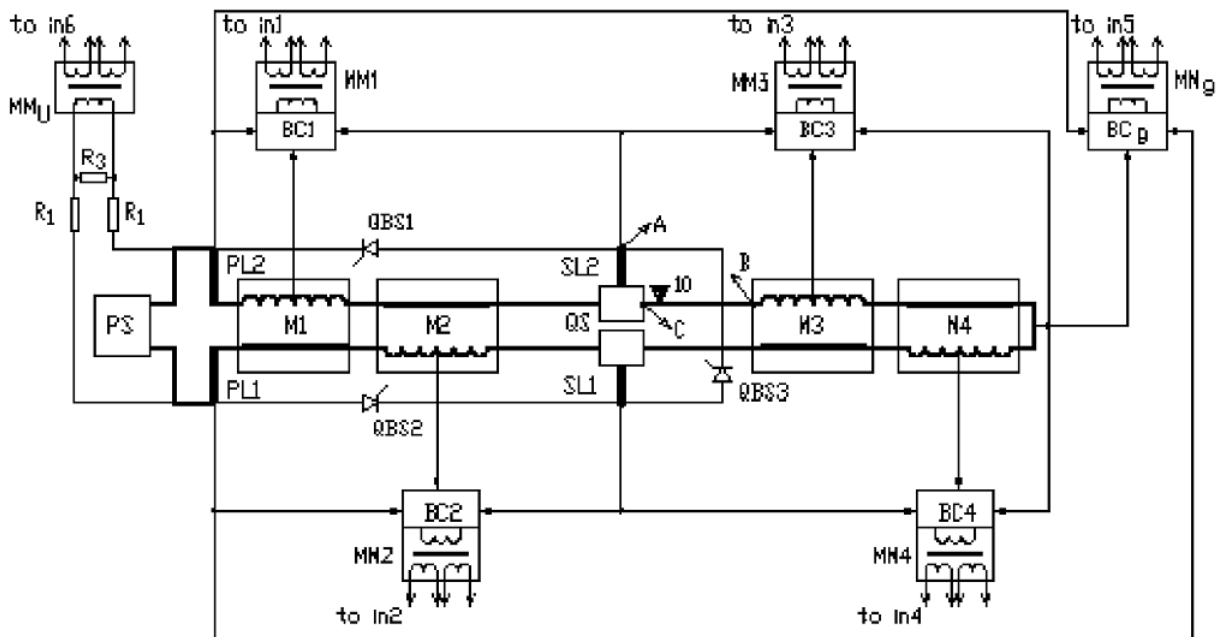 to in6
to in1
to in3
to in5
MMU
MM1
MM3
MNg
BC1
BC3
BCg
R3
R1
R1
QBS1
A
PL2
SL2
B
10
PS
M1
M2
QS
C
M3
N4
PL1
SL1
QBS3
QBS2
BC2
BC4
MN2
MN4
to in2
to in4